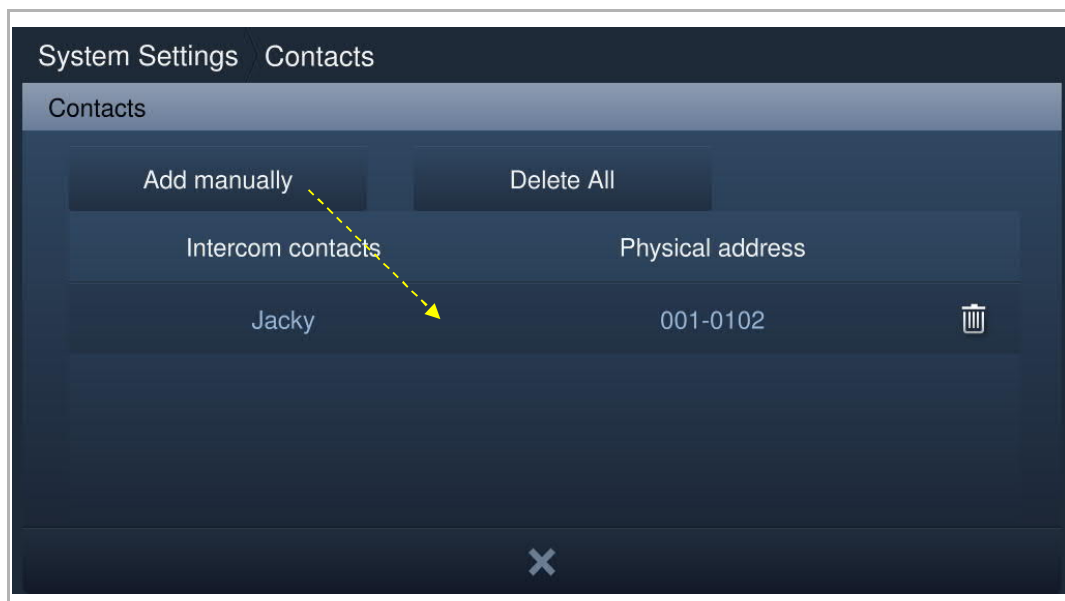 System Settings Contacts
Contacts
Add manually Delete All
Intercom contacts Physical address
Jacky 001-0102